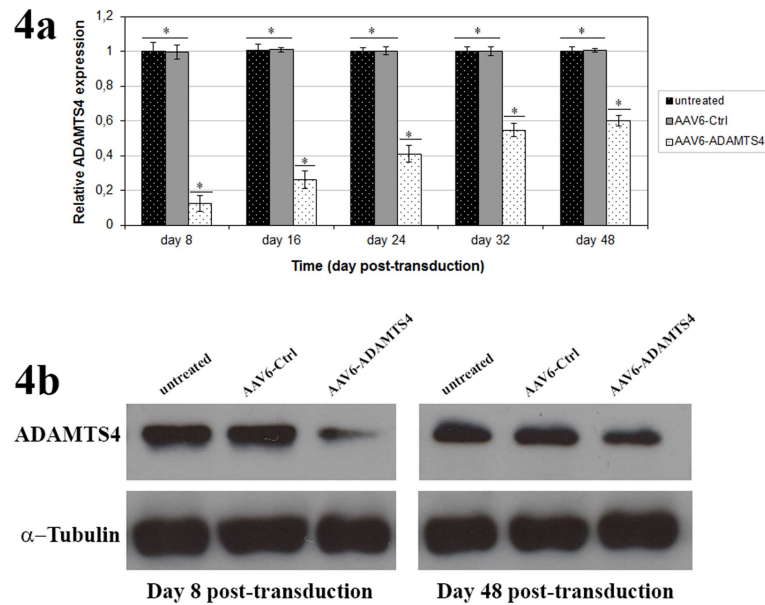 4a
Relative ADAMTS4 expression
1,2
1
0,8
0,6
0,4
0,2
0
* * * * *
* * * * *
day 8 day 16 day 24 day 32 day 48
Time (day post-transduction)
untreated
AAV6-Ctrl
AAV6-ADAMTS4
4b
untreated AAV6-Ctrl AAV6-ADAMTS4 untreated AAV6-Ctrl AAV6-ADAMTS4
ADAMTS4
α–Tubulin
Day 8 post-transduction Day 48 post-transduction